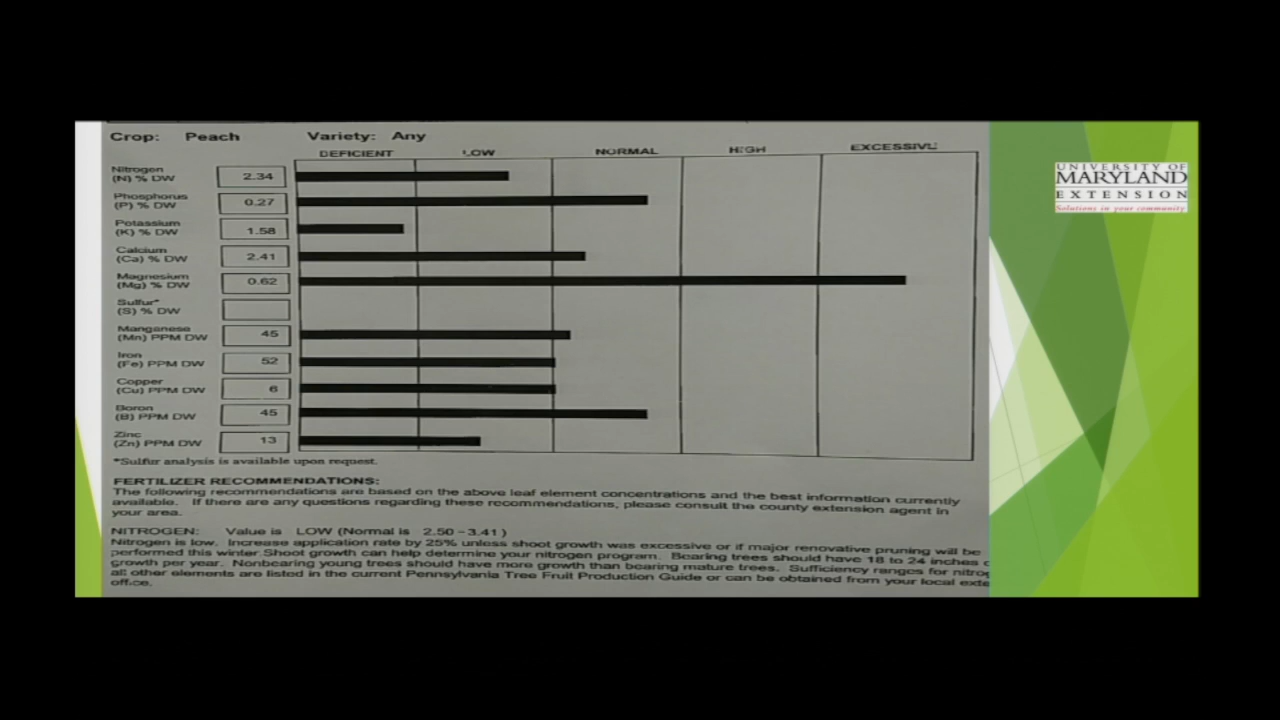 Crop: Peach Variety: Any
DEFICIENT LOW NORMAL HIGH EXCESSIVE
Nitrogen
(N) % DW 2.34
Phosphorus
(P) % DW 0.27
Potassium
(K) % DW 1.58
Calcium
(Ca) % DW 2.41
Magnesium
(Mg) % DW 0.62
Sulfur*
(S) % DW
Manganese
(Mn) PPM DW 45
Iron
(Fe) PPM DW 52
Copper
(Cu) PPM DW 6
Boron
(B) PPM DW 45
Zinc
(Zn) PPM DW 13
*Sulfur analysis is available upon request.
FERTILIZER RECOMMENDATIONS:
The following recommendations are based on the above leaf element concentrations and the best information currently
available. If there are any questions regarding these recommendations, please consult the county extension agent in
your area.
NITROGEN: Value is LOW (Normal is 2.50 - 3.41)
Nitrogen is low. Increase application rate by 25% unless shoot growth was excessive or if major renovative pruning will be
performed this winter. Shoot growth can help determine your nitrogen program. Bearing trees should have 18 to 24 inches
growth per year. Nonbearing young trees should have more growth than bearing mature trees. Sufficiency ranges for nitrog
all other elements are listed in the current Pennsylvania Tree Fruit Production Guide or can be obtained from your local exte
office.
UNIVERSITY OF
MARYLAND
EXTENSION
Solutions in your community